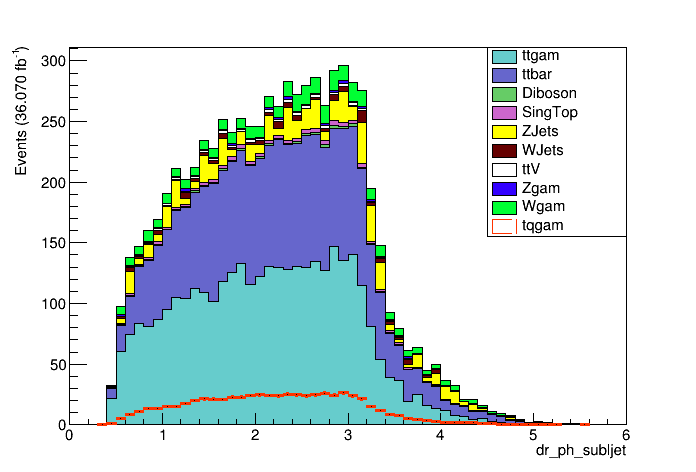 Events (36.070 fb⁻¹)
300
250
200
150
100
50
0
0 1 2 3 4 5 6
dr_ph_subljet
ttgam
ttbar
Diboson
SingTop
ZJets
WJets
ttV
Zgam
Wgam
tqgam